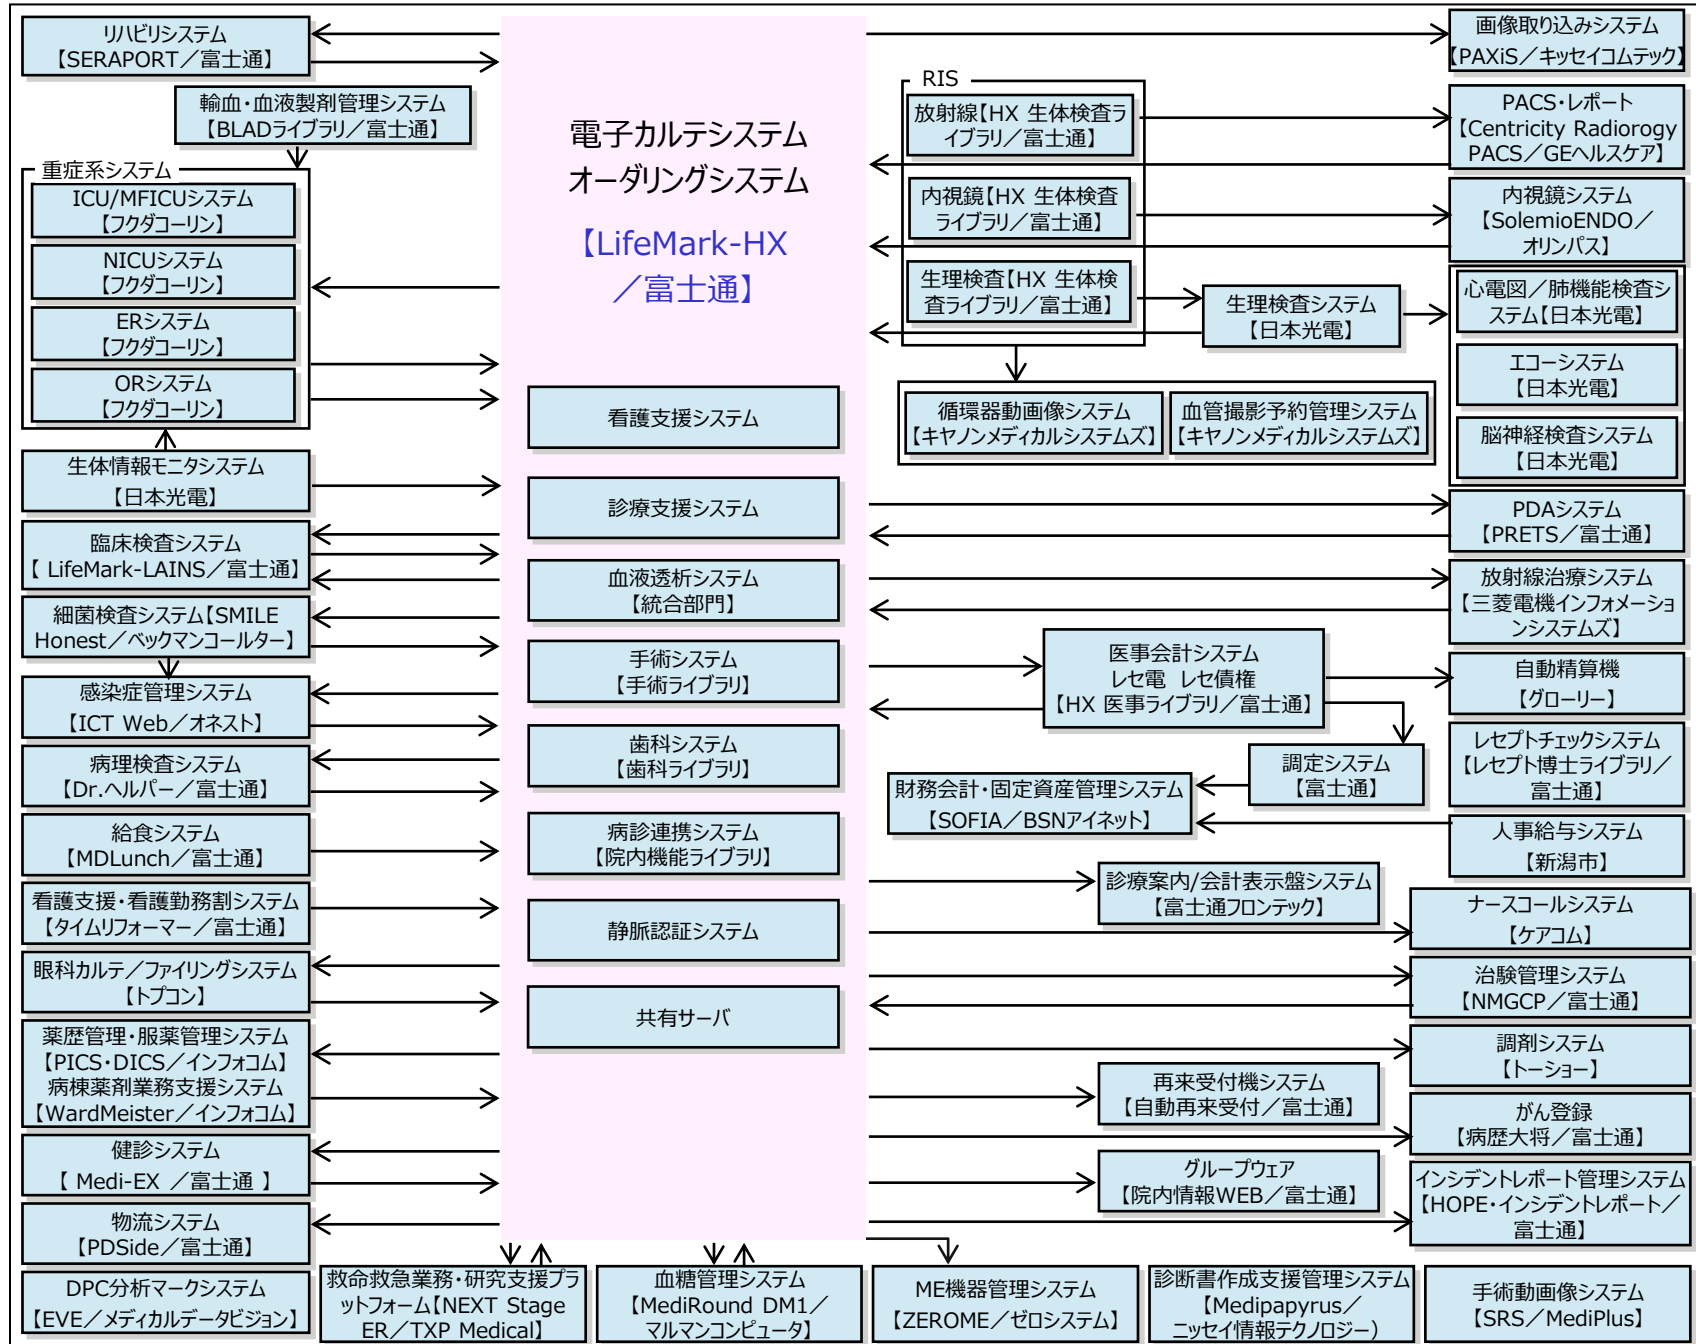 リハビリシステム
【SERAPORT／富士通】
輸血・血液製剤管理システム
【BLADライブラリ／富士通】
重症系システム
ICU/MFICUシステム
【フクダコーリン】
NICUシステム
【フクダコーリン】
ERシステム
【フクダコーリン】
ORシステム
【フクダコーリン】
生体情報モニタシステム
【日本光電】
臨床検査システム
【 LifeMark-LAINS／富士通】
細菌検査システム【SMILE
Honest／ベックマンコールター】
感染症管理システム
【ICT Web／オネスト】
病理検査システム
【Dr.ヘルパー／富士通】
給食システム
【MDLunch／富士通】
看護支援・看護勤務割システム
【タイムリフォーマー／富士通】
眼科カルテ／ファイリングシステム
【トプコン】
薬歴管理・服薬管理システム
【PICS・DICS／インフォコム】
病棟薬剤業務支援システム
【WardMeister／インフォコム】
健診システム
【 Medi-EX ／富士通 】
物流システム
【PDSide／富士通】
DPC分析マークシステム
【EVE／メディカルデータビジョン】
電子カルテシステム
オーダリングシステム
【LifeMark-HX
／富士通】
看護支援システム
診療支援システム
血液透析システム
【統合部門】
手術システム
【手術ライブラリ】
歯科システム
【歯科ライブラリ】
病診連携システム
【院内機能ライブラリ】
静脈認証システム
共有サーバ
救命救急業務・研究支援プラ
ットフォーム【NEXT Stage
ER／TXP Medical】
血糖管理システム
【MediRound DM1／
マルマンコンピュータ】
RIS
放射線【HX 生体検査ラ
イブラリ／富士通】
内視鏡【HX 生体検査
ライブラリ／富士通】
生理検査【HX 生体検
査ライブラリ／富士通】
生理検査システム
【日本光電】
循環器動画像システム
【キヤノンメディカルシステムズ】
血管撮影予約管理システム
【キヤノンメディカルシステムズ】
医事会計システム
レセ電 レセ債権
【HX 医事ライブラリ／富士通】
調定システム
【富士通】
財務会計・固定資産管理システム
【SOFIA／BSNアイネット】
診療案内/会計表示盤システム
【富士通フロンテック】
再来受付機システム
【自動再来受付／富士通】
グループウェア
【院内情報WEB／富士通】
ME機器管理システム
【ZEROME／ゼロシステム】
診断書作成支援管理システム
【Medipapyrus／
ニッセイ情報テクノロジー）
画像取り込みシステム
【PAXiS／キッセイコムテック】
PACS・レポート
【Centricity Radiorogy
PACS／GEヘルスケア】
内視鏡システム
【SolemioENDO／
オリンパス】
心電図／肺機能検査シ
ステム【日本光電】
エコーシステム
【日本光電】
脳神経検査システム
【日本光電】
PDAシステム
【PRETS／富士通】
放射線治療システム
【三菱電機インフォメーショ
ンシステムズ】
自動精算機
【グローリー】
レセプトチェックシステム
【レセプト博士ライブラリ／
富士通】
人事給与システム
【新潟市】
ナースコールシステム
【ケアコム】
治験管理システム
【NMGCP／富士通】
調剤システム
【トーショー】
がん登録
【病歴大将／富士通】
インシデントレポート管理システム
【HOPE・インシデントレポート／
富士通】
手術動画像システム
【SRS／MediPlus】